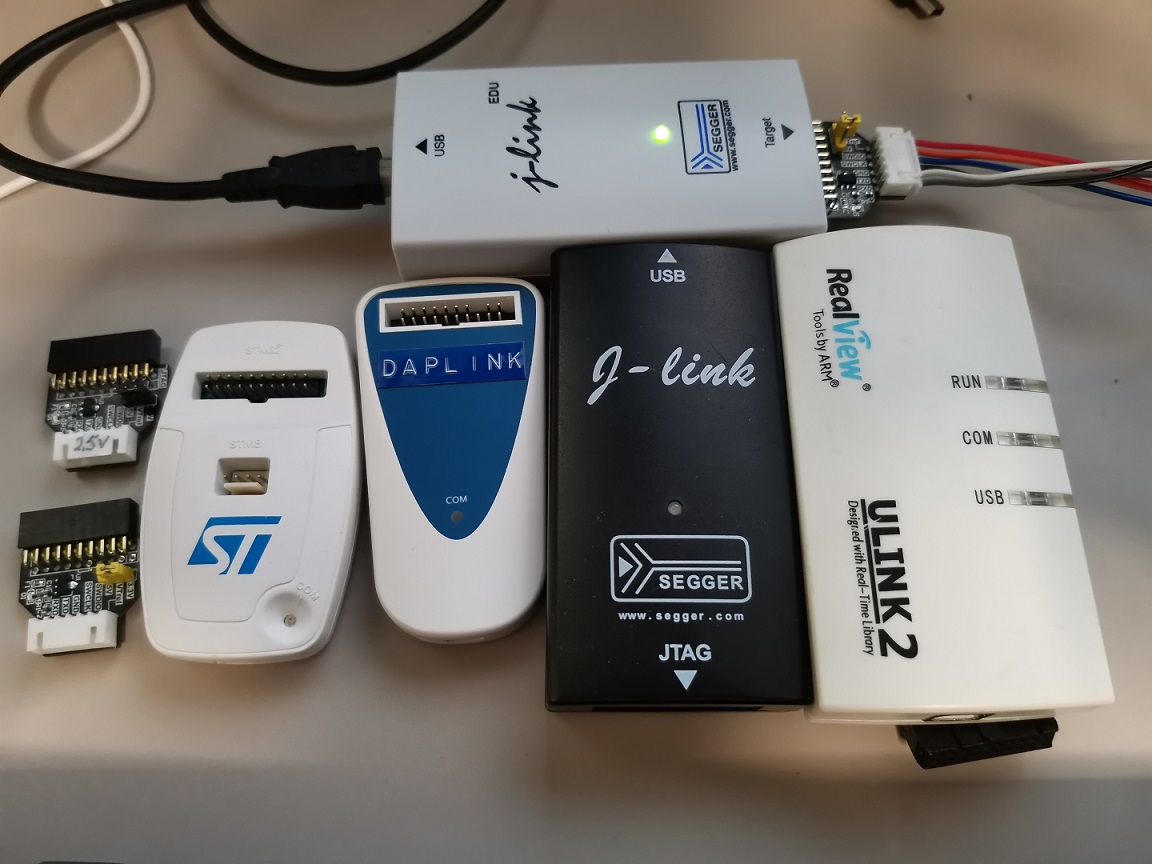 USB
EDU
j-link
SEGGER
www.segger.com
Target
2.5V
STM32
STM8
ST
COM
DAPLINK
COM
USB
J-link
SEGGER
www.segger.com
JTAG
RealView®
Tools by ARM®
RUN
COM
USB
ULINK2
Designed with Real-Time Library